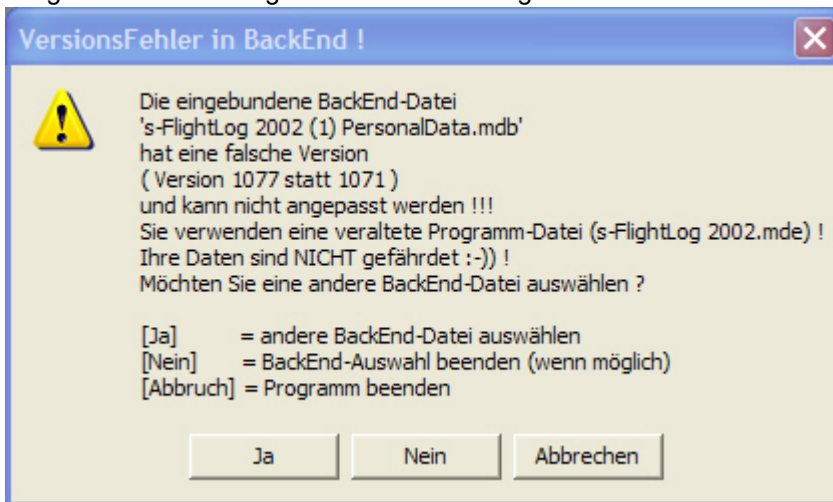 VersionsFehler in BackEnd !
Die eingebundene BackEnd-Datei
's-FlightLog 2002 (1) PersonalData.mdb'
hat eine falsche Version
( Version 1077 statt 1071 )
und kann nicht angepasst werden !!!
Sie verwenden eine veraltete Programm-Datei (s-FlightLog 2002.mde) !
Ihre Daten sind NICHT gefährdet :-)) !
Möchten Sie eine andere BackEnd-Datei auswählen ?
[Ja] = andere BackEnd-Datei auswählen
[Nein] = BackEnd-Auswahl beenden (wenn möglich)
[Abbruch] = Programm beenden
Ja Nein Abbrechen